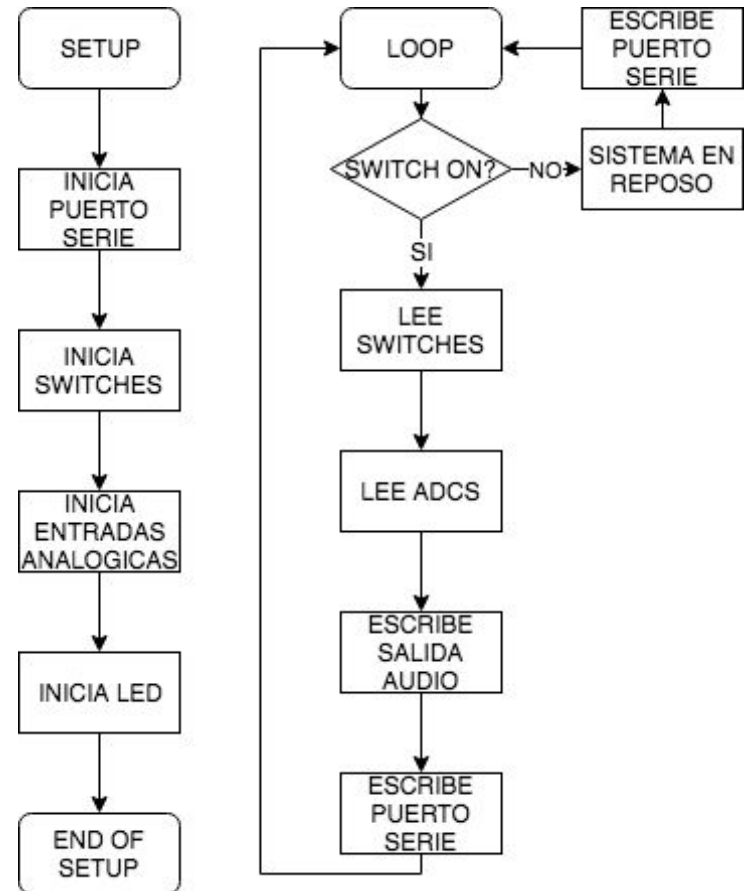 SETUP
INICIA
PUERTO
SERIE
INICIA
SWITCHES
INICIA
ENTRADAS
ANALOGICAS
INICIA LED
END OF
SETUP
LOOP
SWITCH ON?
NO
SISTEMA EN
REPOSO
ESCRIBE
PUERTO
SERIE
SI
LEE
SWITCHES
LEE ADCS
ESCRIBE
SALIDA
AUDIO
ESCRIBE
PUERTO
SERIE